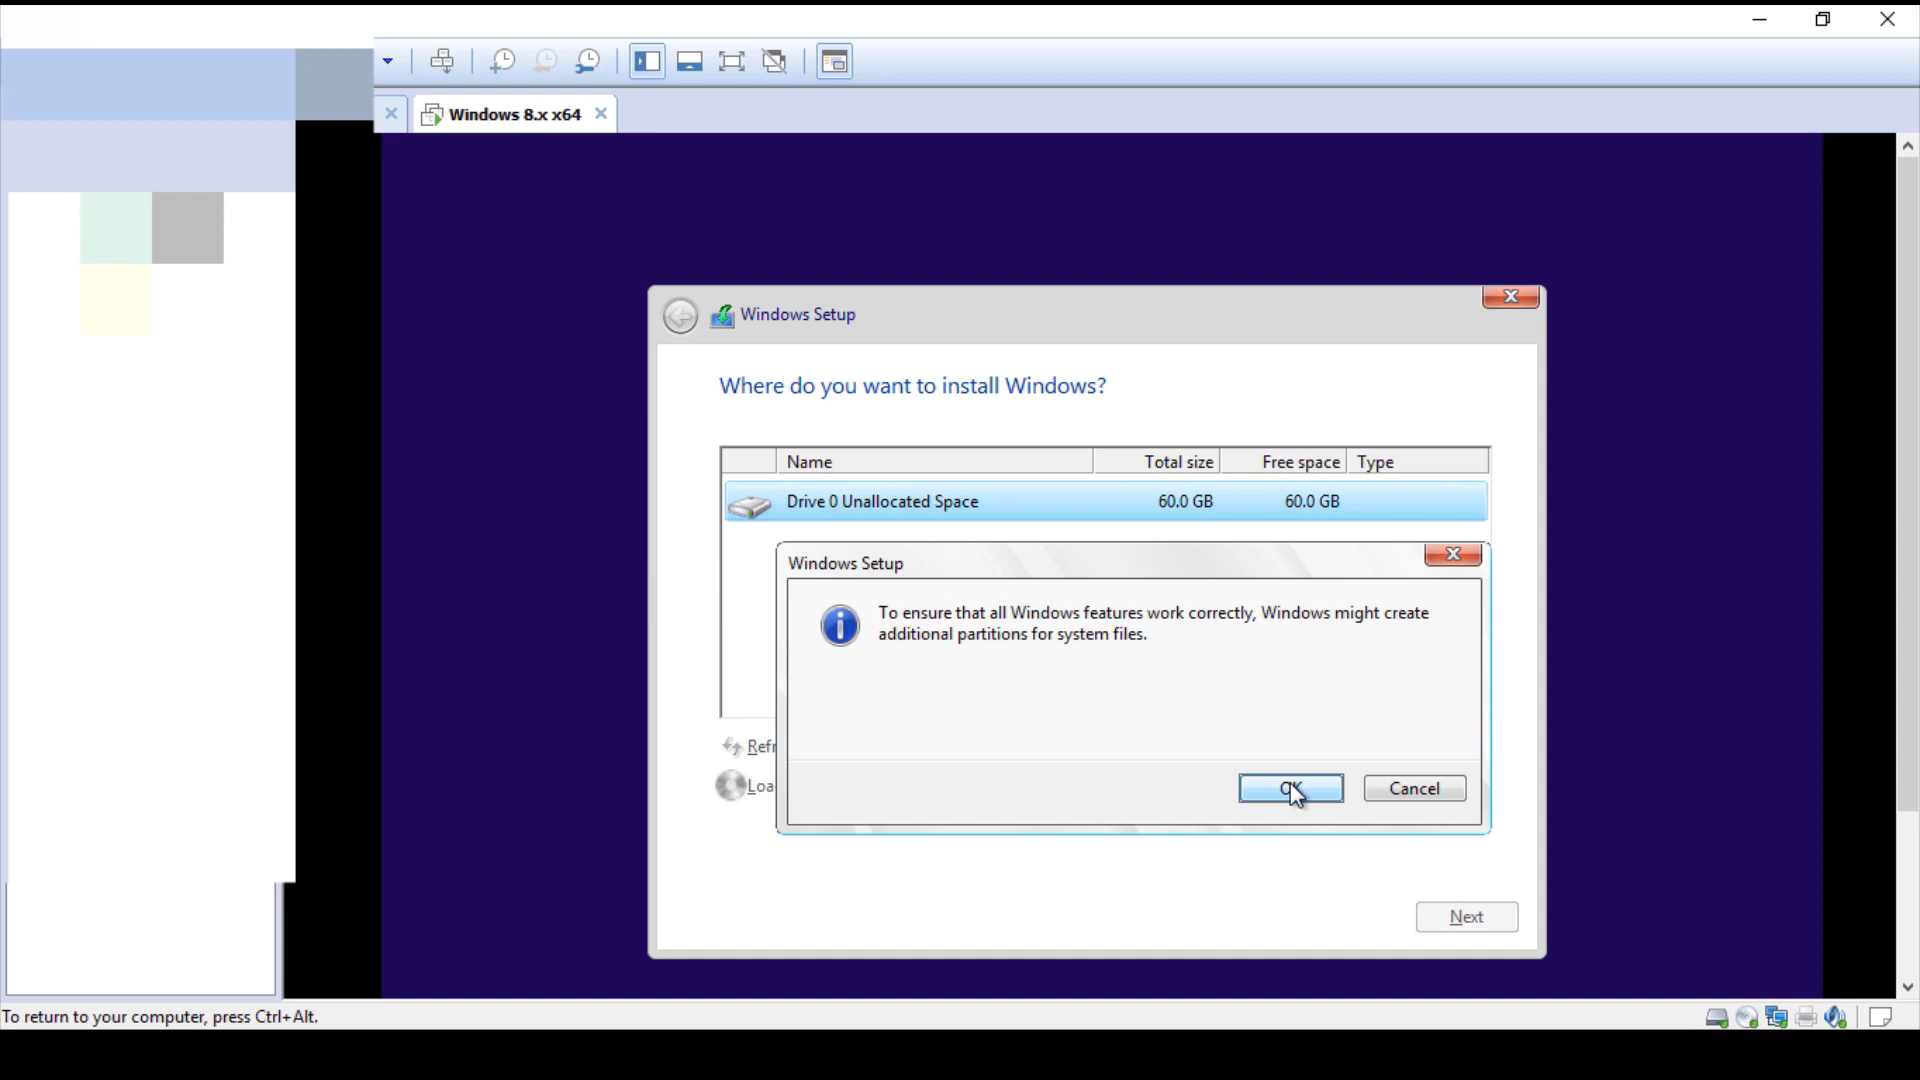 Windows 8.x x64
Windows Setup
Where do you want to install Windows?
Name Total size Free space Type
Drive 0 Unallocated Space 60.0 GB 60.0 GB
Windows Setup
To ensure that all Windows features work correctly, Windows might create
additional partitions for system files.
Refr
Loa
OK Cancel
Next
To return to your computer, press Ctrl+Alt.